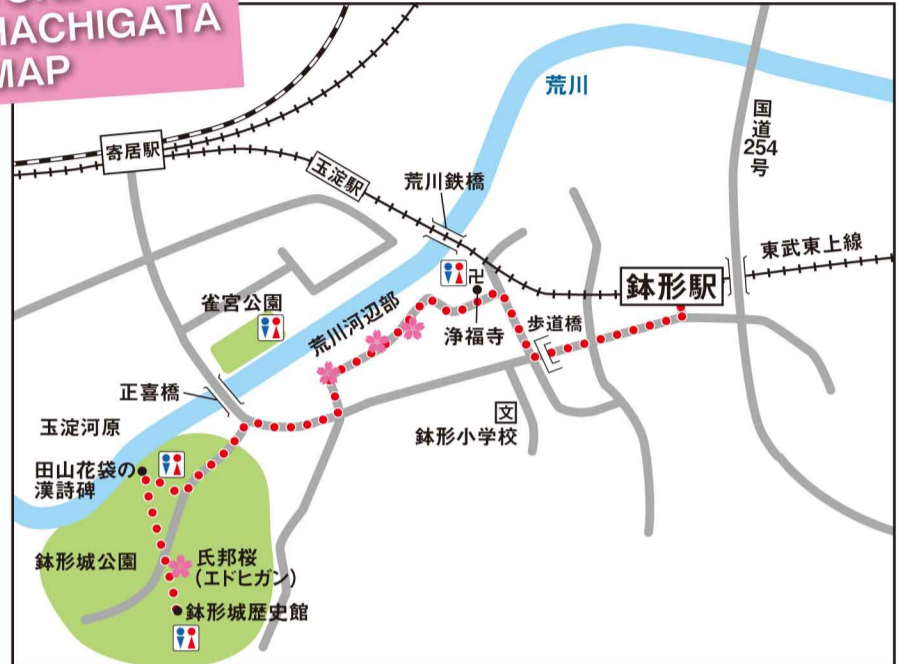 HACHIGATA
MAP
荒川
国道
254
号
寄居駅
玉淀駅
荒川鉄橋
東武東上線
卍
鉢形駅
雀宮公園
荒川河辺部
浄福寺
歩道橋
正喜橋
文
鉢形小学校
玉淀河原
田山花袋の
漢詩碑
鉢形城公園
氏邦桜
(エドヒガン)
鉢形城歴史館